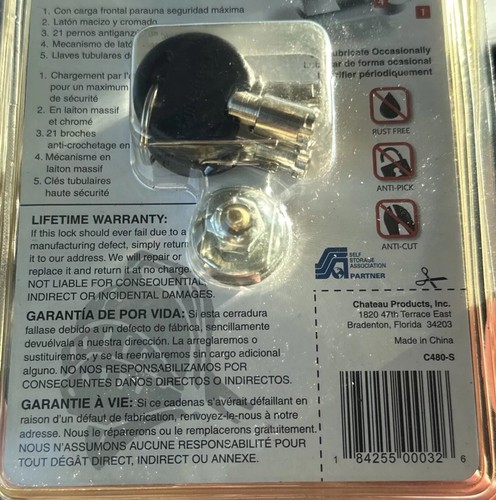 1. Con carga frontal parauna seguridad máxima
2. Latón macizo y cromado
3. 21 pernos
4. Mecanismo de
5. Llaves tubulares
1
1. Chargement par
pour un maximum
de sécurité
2. En laiton massif
et chromé
3. 21 broches
anti-crochetage en
4. Mécanisme en
laiton massif
5. Clés tubulaires
haute sécurité
Lubricate Occasionally
de forma ocasional
périodiquement
RUST FREE
ANTI-PICK
ANTI-CUT
SELF
STORAGE
ASSOCIATION
PARTNER
LIFETIME WARRANTY:
If this lock should ever fail due to a
manufacturing defect, simply return
it to our address. We will repair or
replace it and return it at no charge.
NOT LIABLE FOR CONSEQUENTIAL,
INDIRECT OR INCIDENTAL DAMAGES.
GARANTÍA DE POR VIDA: Si esta cerradura
fallase debido a un defecto de fábrica, sencillamente
devuélvala a nuestra dirección. La arreglaremos o
sustituiremos, y se la reenviaremos sin cargo adicional
alguno. NO NOS RESPONSABILIZAMOS POR
CONSECUENTES DAÑOS DIRECTOS O INDIRECTOS.
GARANTIE À VIE: Si ce cadenas s'avérait défaillant en
raison d'un défaut de fabrication, renvoyez-le-nous à notre
adresse. Nous le réparerons ou le remplacerons gratuitement.
NOUS N'ASSUMONS AUCUNE RESPONSABILITÉ POUR
TOUT DÉGÂT DIRECT, INDIRECT OU ANNEXE.
Chateau Products, Inc.
1820 47th Terrace East
Bradenton, Florida 34203
Made in China
C480-S
1 84255 00032 6